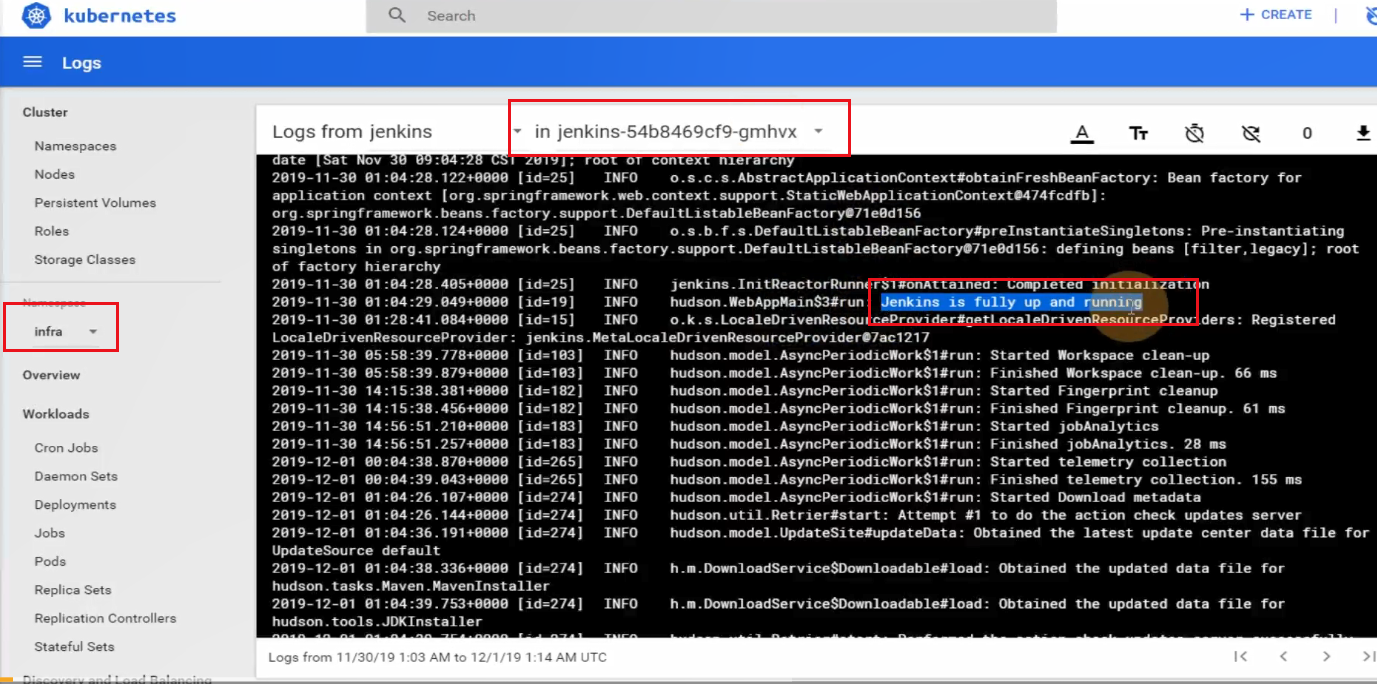 kubernetes
Search
+ CREATE
Logs
Cluster
Namespaces
Nodes
Persistent Volumes
Roles
Storage Classes
Namespace
infra
Overview
Workloads
Cron Jobs
Daemon Sets
Deployments
Jobs
Pods
Replica Sets
Replication Controllers
Stateful Sets
Discovery and Load Balancing
Logs from jenkins in jenkins-54b8469cf9-gmhvx
A Tт 0
date [Sat Nov 30 09:04:28 CST 2019]; root of context hierarchy
2019-11-30 01:04:28.122+0000 [id=25] INFO o.s.c.s.AbstractApplicationContext#obtainFreshBeanFactory: Bean factory for
application context [org.springframework.web.context.support.StaticWebApplicationContext@474fcdfb]:
org.springframework.beans.factory.support.DefaultListableBeanFactory@71e0d156
2019-11-30 01:04:28.124+0000 [id=25] INFO o.s.b.f.s.DefaultListableBeanFactory#preInstantiateSingletons: Pre-instantiating
singletons in org.springframework.beans.factory.support.DefaultListableBeanFactory@71e0d156: defining beans [filter,legacy]; root
of factory hierarchy
2019-11-30 01:04:28.405+0000 [id=25] INFO jenkins.InitReactorRunner$1#onAttained: Completed initialization
2019-11-30 01:04:29.049+0000 [id=19] INFO hudson.WebAppMain$3#run: Jenkins is fully up and running
2019-11-30 01:28:41.084+0000 [id=15] INFO o.k.s.LocaleDrivenResourceProvider#getLocaleDrivenResourceProviders: Registered
LocaleDrivenResourceProvider: jenkins.MetaLocaleDrivenResourceProvider@7ac1217
2019-11-30 05:58:39.778+0000 [id=103] INFO hudson.model.AsyncPeriodicWork$1#run: Started Workspace clean-up
2019-11-30 05:58:39.879+0000 [id=103] INFO hudson.model.AsyncPeriodicWork$1#run: Finished Workspace clean-up. 66 ms
2019-11-30 14:15:38.381+0000 [id=182] INFO hudson.model.AsyncPeriodicWork$1#run: Started Fingerprint cleanup
2019-11-30 14:15:38.456+0000 [id=182] INFO hudson.model.AsyncPeriodicWork$1#run: Finished Fingerprint cleanup. 61 ms
2019-11-30 14:56:51.210+0000 [id=183] INFO hudson.model.AsyncPeriodicWork$1#run: Started jobAnalytics
2019-11-30 14:56:51.257+0000 [id=183] INFO hudson.model.AsyncPeriodicWork$1#run: Finished jobAnalytics. 28 ms
2019-12-01 00:04:38.870+0000 [id=265] INFO hudson.model.AsyncPeriodicWork$1#run: Started telemetry collection
2019-12-01 00:04:39.043+0000 [id=265] INFO hudson.model.AsyncPeriodicWork$1#run: Finished telemetry collection. 155 ms
2019-12-01 01:04:26.107+0000 [id=274] INFO hudson.model.AsyncPeriodicWork$1#run: Started Download metadata
2019-12-01 01:04:26.144+0000 [id=274] INFO hudson.util.Retrier#start: Attempt #1 to do the action check updates server
2019-12-01 01:04:36.191+0000 [id=274] INFO hudson.model.UpdateSite#updateData: Obtained the latest update center data file for
UpdateSource default
2019-12-01 01:04:38.336+0000 [id=274] INFO h.m.DownloadService$Downloadable#load: Obtained the updated data file for
hudson.tasks.Maven.MavenInstaller
2019-12-01 01:04:39.753+0000 [id=274] INFO h.m.DownloadService$Downloadable#load: Obtained the updated data file for
hudson.tools.JDKInstaller
2019-12-01 01:04:39.754+0000 [id=274] INFO hudson.util.Retrier#start: Performed the action check updates server successfully
Logs from 11/30/19 1:03 AM to 12/1/19 1:14 AM UTC